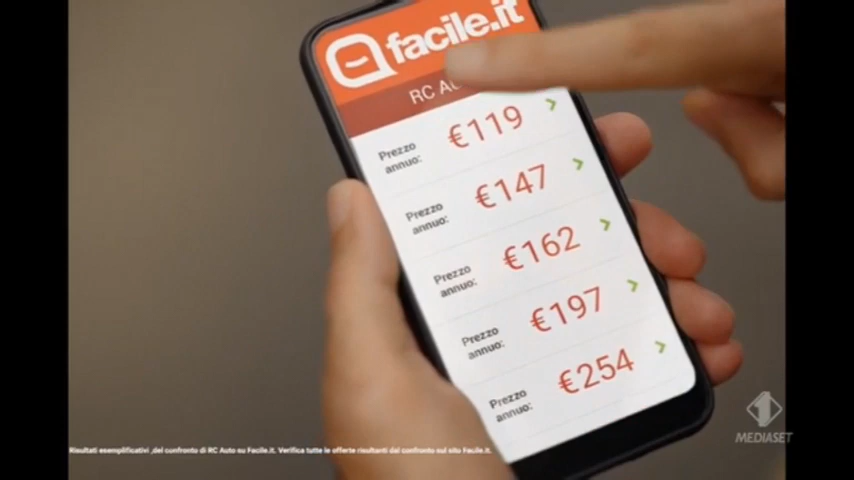 facile.it
RC Au
Prezzo
annuo:
€119
Prezzo
annuo:
€147
Prezzo
annuo:
€162
Prezzo
annuo:
€197
Prezzo
annuo:
€254
1
MEDIASET
Risultati esemplificativi ,del confronto di RC Auto su Facile.it. Verifica tutte le offerte risultanti dal confronto sul sito Facile.it.